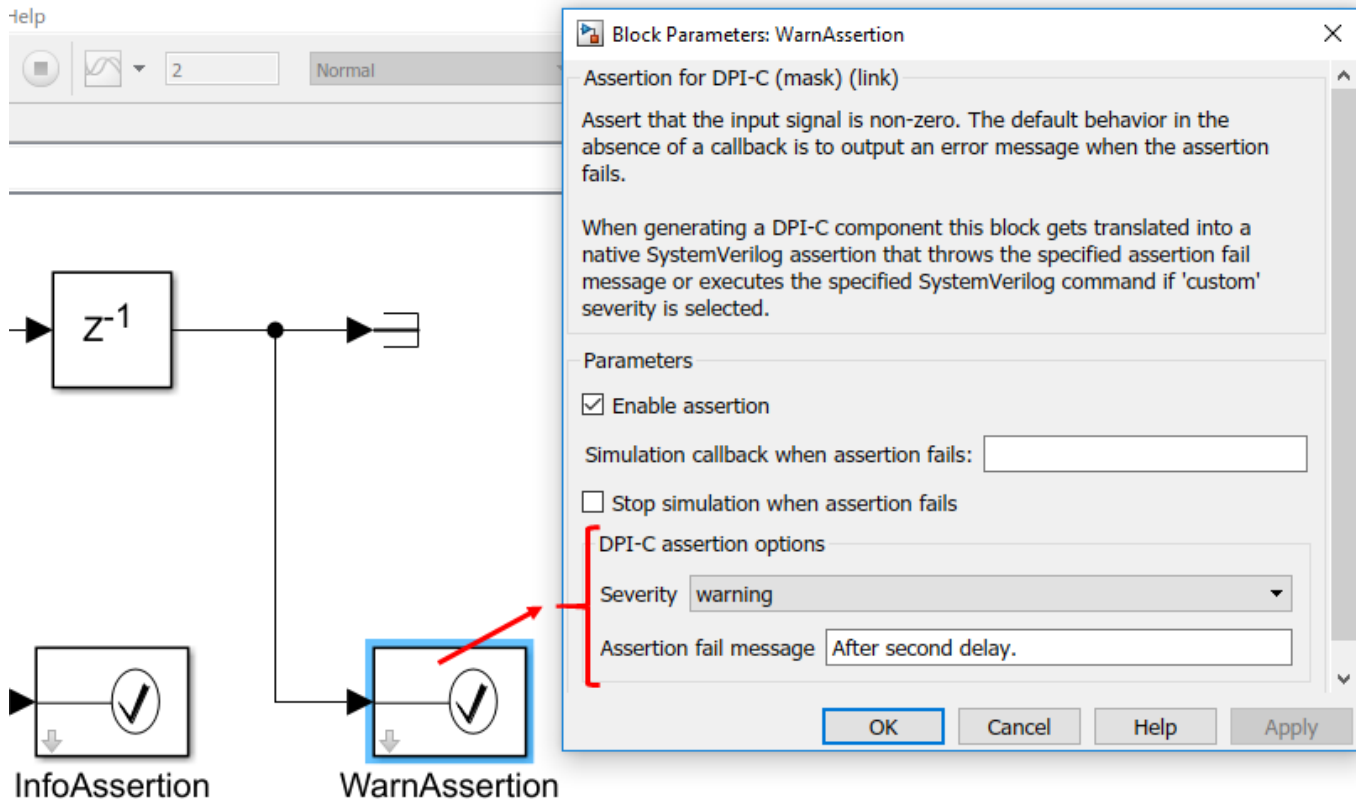 Help
2
Normal
z-1
InfoAssertion
WarnAssertion
Block Parameters: WarnAssertion
Assertion for DPI-C (mask) (link)
Assert that the input signal is non-zero. The default behavior in the
absence of a callback is to output an error message when the assertion
fails.
When generating a DPI-C component this block gets translated into a
native SystemVerilog assertion that throws the specified assertion fail
message or executes the specified SystemVerilog command if 'custom'
severity is selected.
Parameters
Enable assertion
Simulation callback when assertion fails:
Stop simulation when assertion fails
DPI-C assertion options
Severity warning
Assertion fail message After second delay.
OK Cancel Help Apply